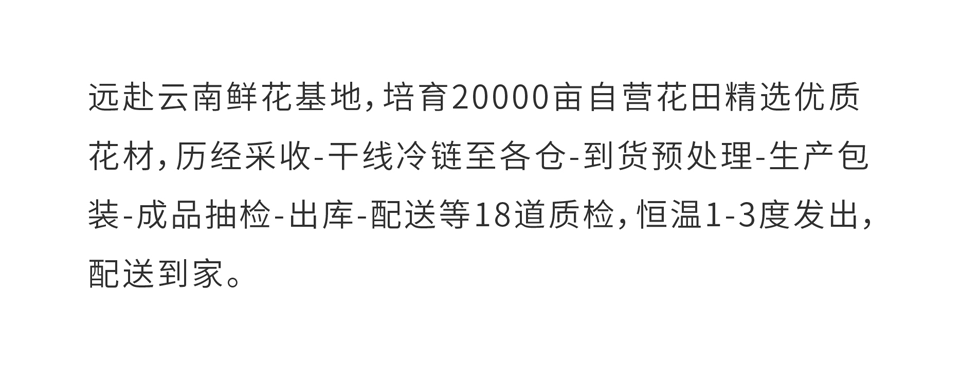 远赴云南鲜花基地，培育20000亩自营花田精选优质
花材，历经采收-干线冷链至各仓-到货预处理-生产包
装-成品抽检-出库-配送等18道质检，恒温1-3度发出，
配送到家。